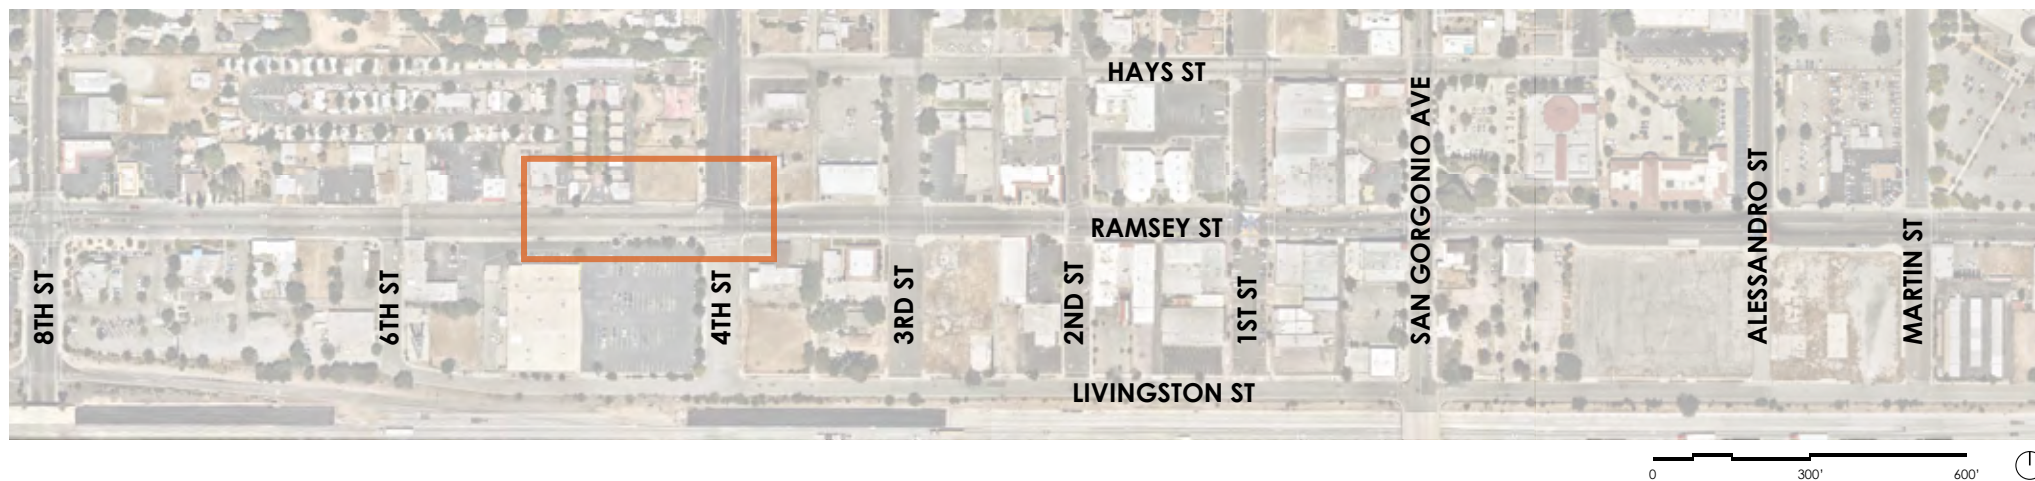 HAYS ST
RAMSEY ST
8TH ST
6TH ST
4TH ST
3RD ST
2ND ST
1ST ST
SAN GORGONIO AVE
ALESSANDRO ST
MARTIN ST
LIVINGSTON ST
0
300'
600'